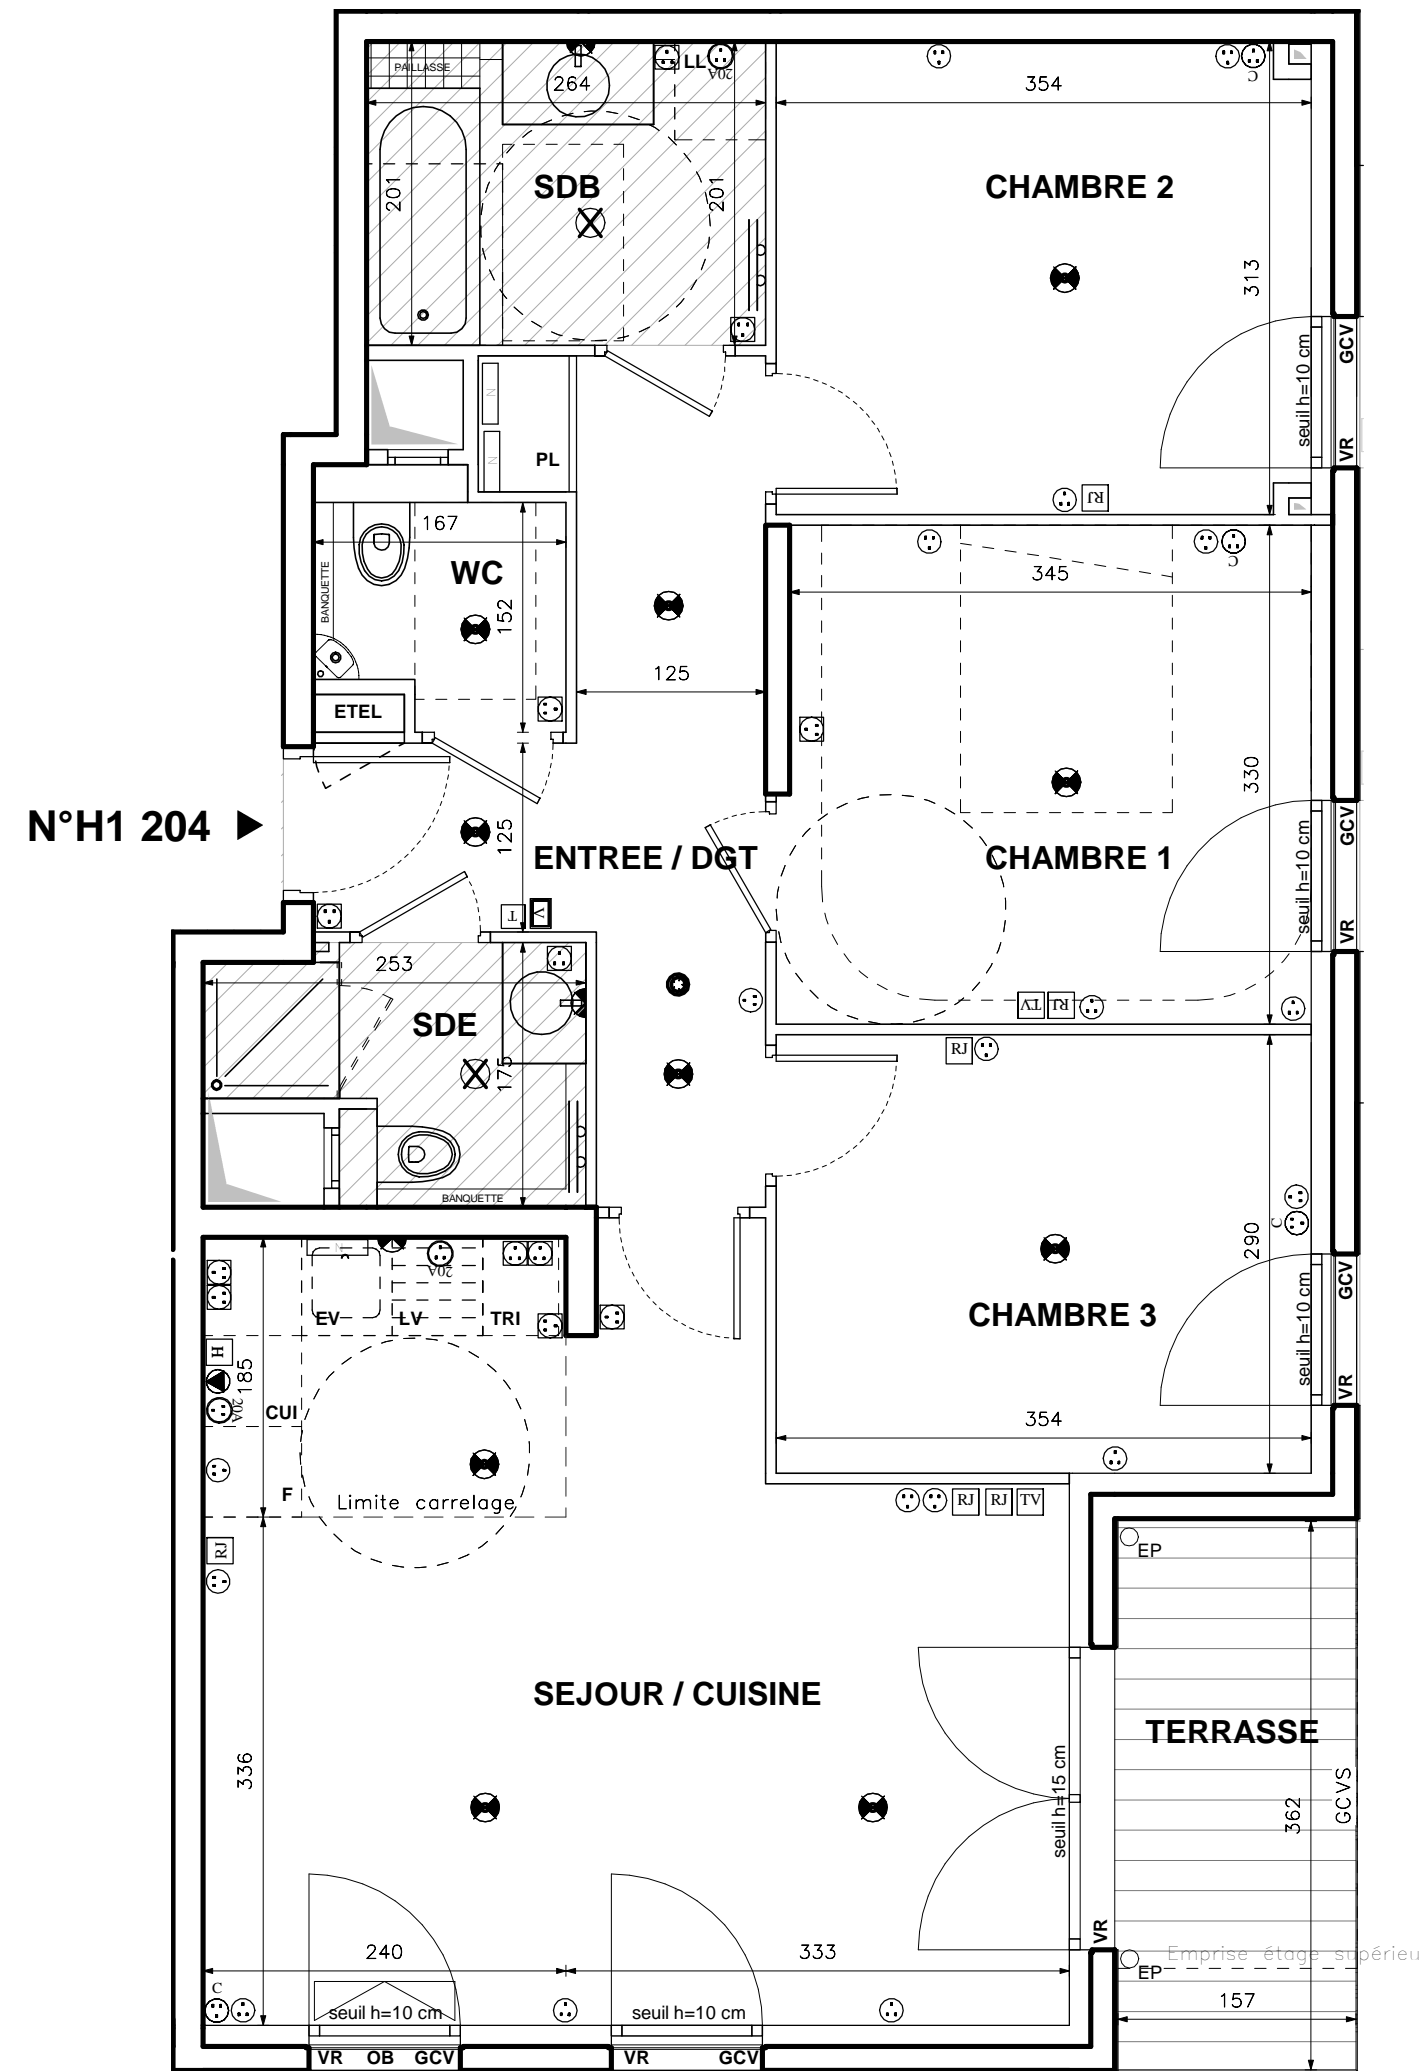 PAILLASSE
264
LL
20A
354
C
201
SDB
201
CHAMBRE 2
313
GCV
seuil h=10 cm
VR
N
N
PL
RJ
167
WC
BANQUETTE
152
345
C
125
ETEL
330
N°H1 204
125
ENTREE / DGT
CHAMBRE 1
GCV
seuil h=10 cm
VR
T
V
253
SDE
175
TV
RJ
RJ
BANQUETTE
C
290
EV
LV
TRI
20A
H
185
20A
CUI
F
Limite carrelage
CHAMBRE 3
GCV
seuil h=10 cm
VR
354
RJ
RJ
RJ
TV
EP
SEJOUR / CUISINE
TERRASSE
336
seuil h=15 cm
362
GCVS
VR
240
333
Emprise étage supérieu
EP
157
C
seuil h=10 cm
seuil h=10 cm
VR
OB
GCV
VR
GCV